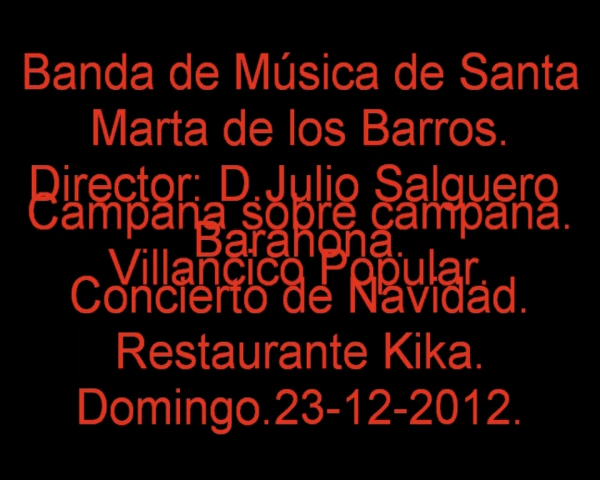 Banda de Música de Santa
Marta de los Barros.
Director: D.Julio Salguero
Campana sobre campana.
Barahona.
Villancico Popular.
Concierto de Navidad.
Restaurante Kika.
Domingo.23-12-2012.